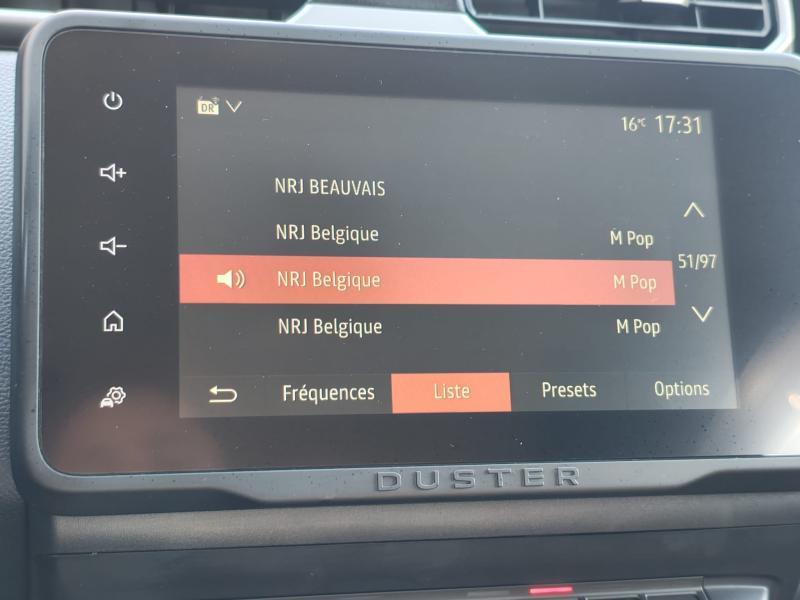 DR
16°C 17:31
NRJ BEAUVAIS
NRJ Belgique M Pop
51/97
NRJ Belgique M Pop
NRJ Belgique M Pop
Fréquences Liste Presets Options
DUSTER